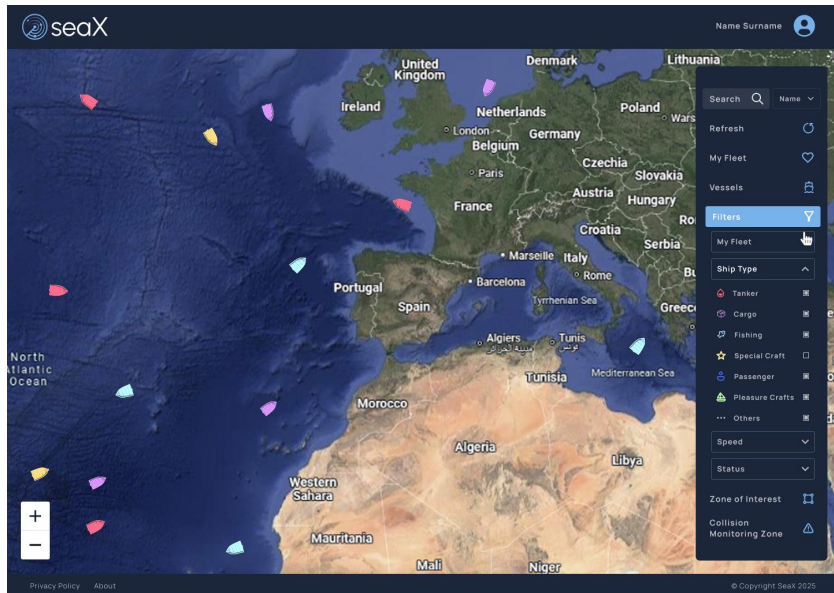 seaX
Name Surname
United
Kingdom
Denmark
Lithuania
Ireland
Netherlands
Poland
London
Belgium
Germany
Wars
Paris
Czechia
Slovakia
France
Austria
Hungary
Ro
Croatia
Serbia
Marseille
Italy
Bu
Portugal
Barcelona
Rome
Spain
Tyrrhenian Sea
Greece
Algiers
مدينة الجزائر
Tunis
تونس
North
Atlantic
Ocean
Tunisia
Mediterranean Sea
Morocco
Algeria
Libya
Western
Sahara
Mauritania
Mali
Niger
Search
Name
Refresh
My Fleet
Vessels
Filters
My Fleet
Ship Type
Tanker
Cargo
Fishing
Special Craft
Passenger
Pleasure Crafts
Others
Speed
Status
Zone of Interest
Collision
Monitoring Zone
+
−
Privacy Policy About
© Copyright SeaX 2025